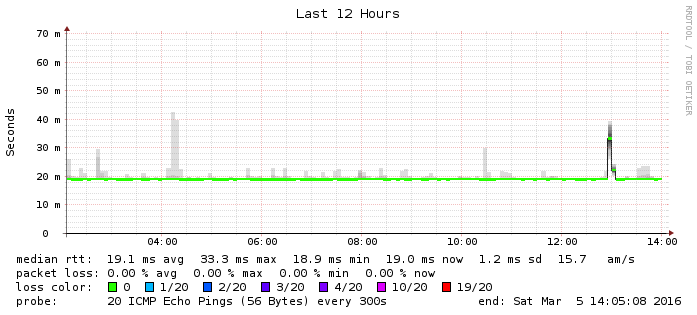 Last 12 Hours
RRDTOOL / TOBI OETIKER
Seconds
70 m
60 m
50 m
40 m
30 m
20 m
10 m
0
04:00 06:00 08:00 10:00 12:00 14:00
median rtt: 19.1 ms avg 33.3 ms max 18.9 ms min 19.0 ms now 1.2 ms sd 15.7 am/s
packet loss: 0.00 % avg 0.00 % max 0.00 % min 0.00 % now
loss color: 0 1/20 2/20 3/20 4/20 10/20 19/20
probe: 20 ICMP Echo Pings (56 Bytes) every 300s end: Sat Mar 5 14:05:08 2016